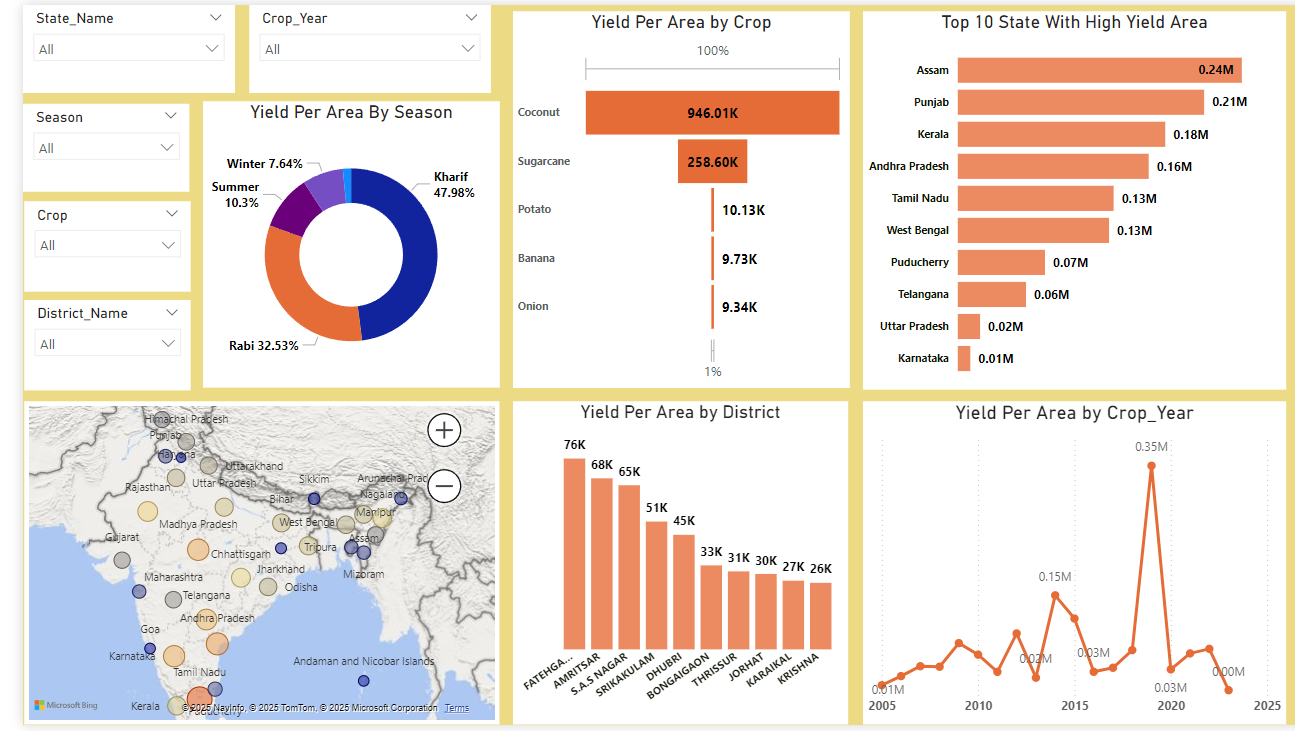 State_Name
All
Crop_Year
All
Season
All
Crop
All
District_Name
All
Yield Per Area By Season
Winter 7.64%
Summer
10.3%
Kharif
47.98%
Rabi 32.53%
Yield Per Area by Crop
100%
Coconut
946.01K
Sugarcane
258.60K
Potato
10.13K
Banana
9.73K
Onion
9.34K
1%
Top 10 State With High Yield Area
Assam 0.24M
Punjab 0.21M
Kerala 0.18M
Andhra Pradesh 0.16M
Tamil Nadu 0.13M
West Bengal 0.13M
Puducherry 0.07M
Telangana 0.06M
Uttar Pradesh 0.02M
Karnataka 0.01M
Himachal Pradesh
Punjab
Haryana
Uttarakhand
Rajasthan
Uttar Pradesh
Sikkim
Arunachal Prad
Bihar
Nagaland
Manipur
Madhya Pradesh
West Bengal
Gujarat
Assam
Chhattisgarh
Tripura
Jharkhand
Mizoram
Maharashtra
Odisha
Telangana
Andhra Pradesh
Goa
Karnataka
Andaman and Nicobar Islands
Tamil Nadu
Kerala
Puducherry
Microsoft Bing
© 2025 NavInfo, © 2025 TomTom, © 2025 Microsoft Corporation Terms
Yield Per Area by District
76K
68K
65K
51K
45K
33K
31K
30K
27K
26K
FATEHGA...
AMRITSAR
S.A.S NAGAR
SRIKAKULAM
DHUBRI
BONGAIGAON
THRISSUR
JORHAT
KARAIKAL
KRISHNA
Yield Per Area by Crop_Year
0.35M
0.15M
0.02M
0.03M
0.00M
0.01M
0.03M
2005 2010 2015 2020 2025